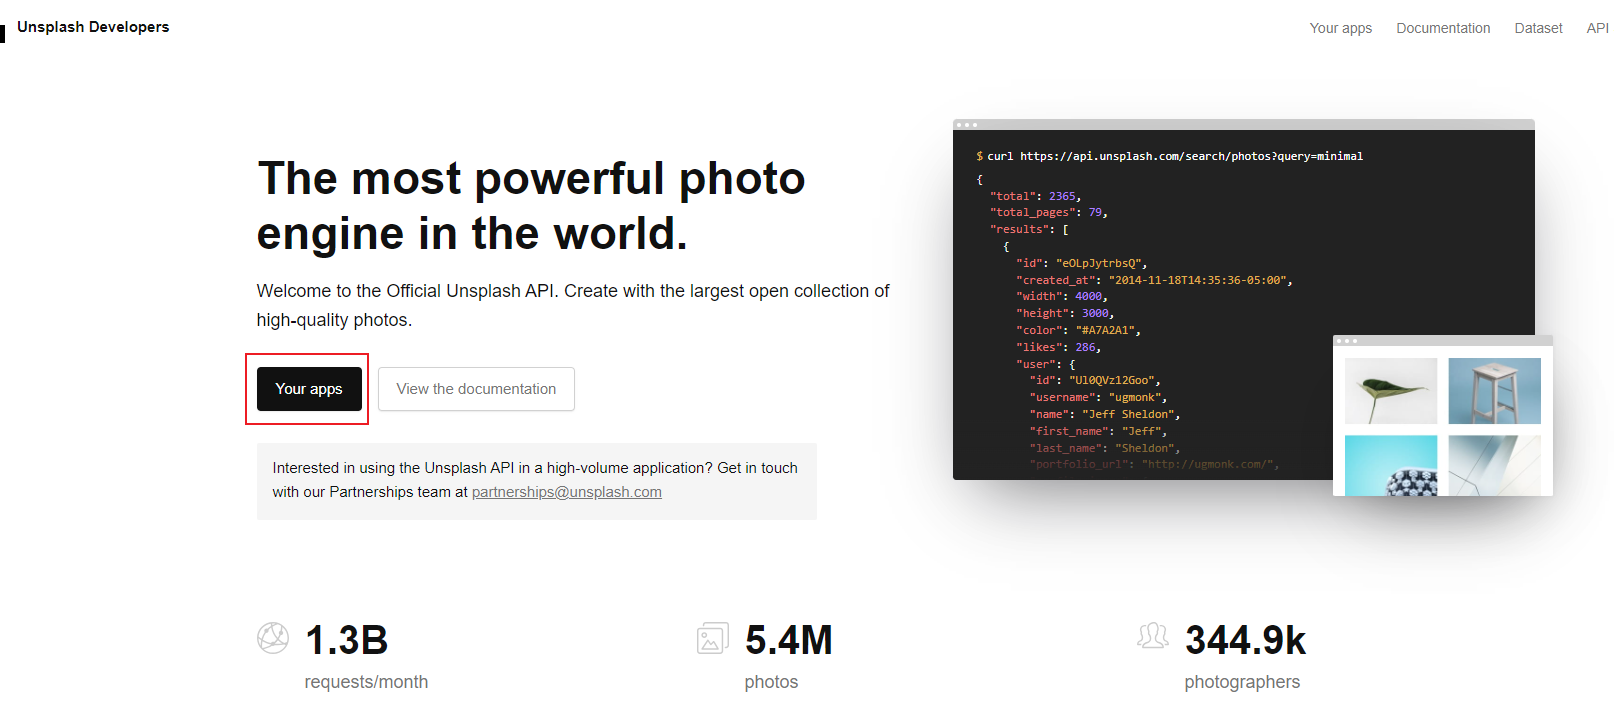 Unsplash Developers
Your apps
Documentation
Dataset
API
The most powerful photo
engine in the world.
Welcome to the Official Unsplash API. Create with the largest open collection of
high-quality photos.
Your apps
View the documentation
Interested in using the Unsplash API in a high-volume application? Get in touch
with our Partnerships team at partnerships@unsplash.com
$ curl https://api.unsplash.com/search/photos?query=minimal
{
"total": 2365,
"total_pages": 79,
"results": [
{
"id": "eOLpJytrbsQ",
"created_at": "2014-11-18T14:35:36-05:00",
"width": 4000,
"height": 3000,
"color": "#A7A2A1",
"likes": 286,
"user": {
"id": "Ul0QVz12Goo",
"username": "ugmonk",
"name": "Jeff Sheldon",
"first_name": "Jeff",
"last_name": "Sheldon",
"portfolio_url": "http://ugmonk.com/",
1.3B
requests/month
5.4M
photos
344.9k
photographers